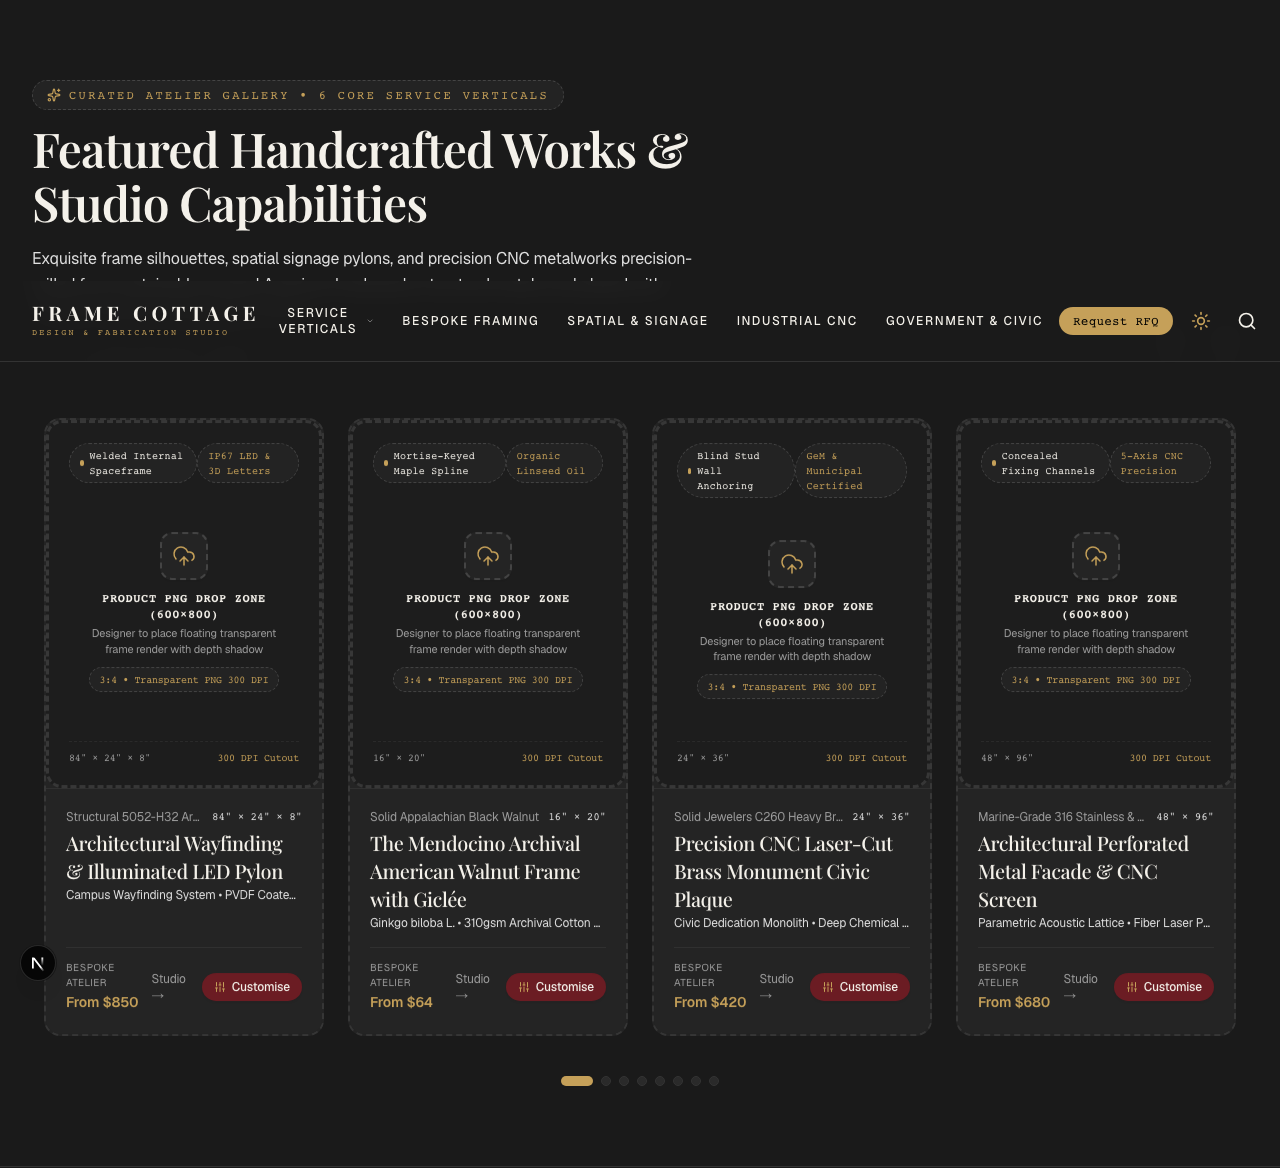 CURATED ATELIER GALLERY • 6 CORE SERVICE VERTICALS
Featured Handcrafted Works &
Studio Capabilities
Exquisite frame silhouettes, spatial signage pylons, and precision CNC metalworks precision-
FRAME COTTAGE
DESIGN & FABRICATION STUDIO
SERVICE
VERTICALS
BESPOKE FRAMING
SPATIAL & SIGNAGE
INDUSTRIAL CNC
GOVERNMENT & CIVIC
Request RFQ
Welded Internal
Spaceframe
IP67 LED &
3D Letters
PRODUCT PNG DROP ZONE
(600×800)
Designer to place floating transparent
frame render with depth shadow
3:4 • Transparent PNG 300 DPI
84" × 24" × 8"
300 DPI Cutout
Structural 5052-H32 Ar...
84" × 24" × 8"
Architectural Wayfinding
& Illuminated LED Pylon
Campus Wayfinding System • PVDF Coate...
BESPOKE
ATELIER
From $850
Studio
→
Customise
Mortise-Keyed
Maple Spline
Organic
Linseed Oil
PRODUCT PNG DROP ZONE
(600×800)
Designer to place floating transparent
frame render with depth shadow
3:4 • Transparent PNG 300 DPI
16" × 20"
300 DPI Cutout
Solid Appalachian Black Walnut
16" × 20"
The Mendocino Archival
American Walnut Frame
with Giclée
Ginkgo biloba L. • 310gsm Archival Cotton ...
BESPOKE
ATELIER
From $64
Studio
→
Customise
Blind Stud
Wall
Anchoring
GeM &
Municipal
Certified
PRODUCT PNG DROP ZONE
(600×800)
Designer to place floating transparent
frame render with depth shadow
3:4 • Transparent PNG 300 DPI
24" × 36"
300 DPI Cutout
Solid Jewelers C260 Heavy Br...
24" × 36"
Precision CNC Laser-Cut
Brass Monument Civic
Plaque
Civic Dedication Monolith • Deep Chemical ...
BESPOKE
ATELIER
From $420
Studio
→
Customise
Concealed
Fixing Channels
5-Axis CNC
Precision
PRODUCT PNG DROP ZONE
(600×800)
Designer to place floating transparent
frame render with depth shadow
3:4 • Transparent PNG 300 DPI
48" × 96"
300 DPI Cutout
Marine-Grade 316 Stainless & ...
48" × 96"
Architectural Perforated
Metal Facade & CNC
Screen
Parametric Acoustic Lattice • Fiber Laser P...
BESPOKE
ATELIER
From $680
Studio
→
Customise
N